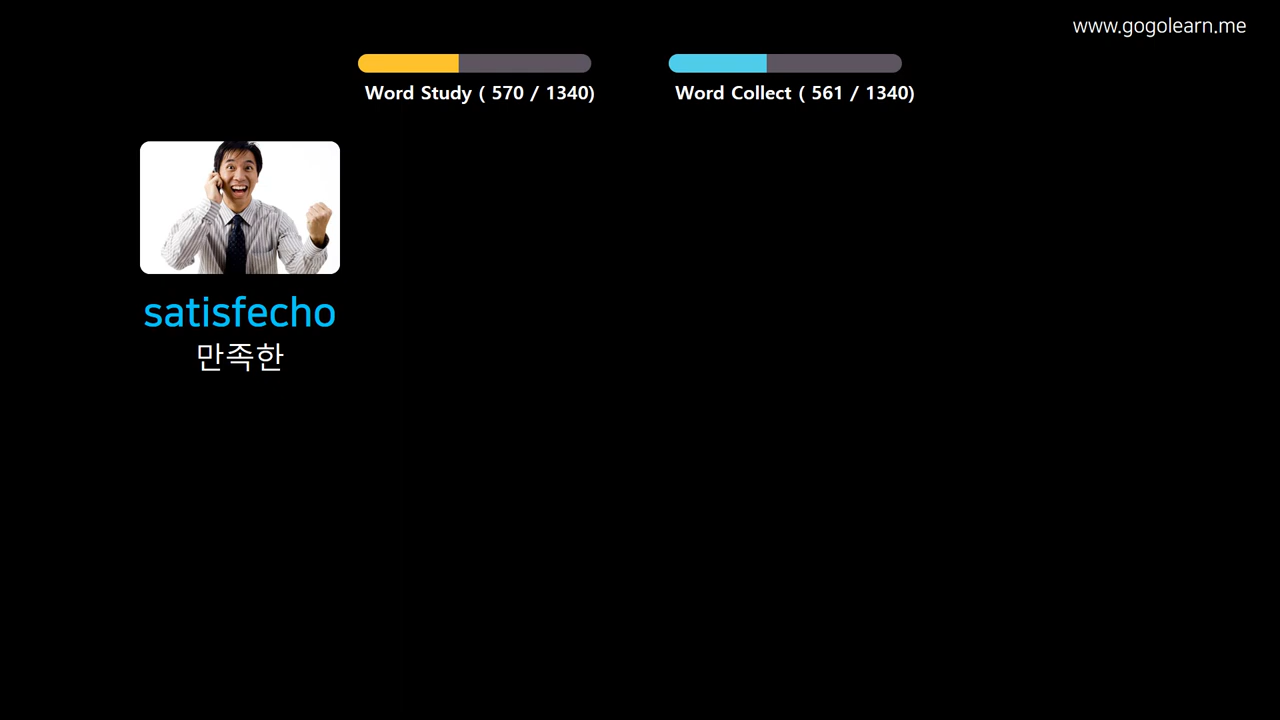 www.gogolearn.me
Word Study ( 570 / 1340)
Word Collect ( 561 / 1340)
satisfecho
만족한